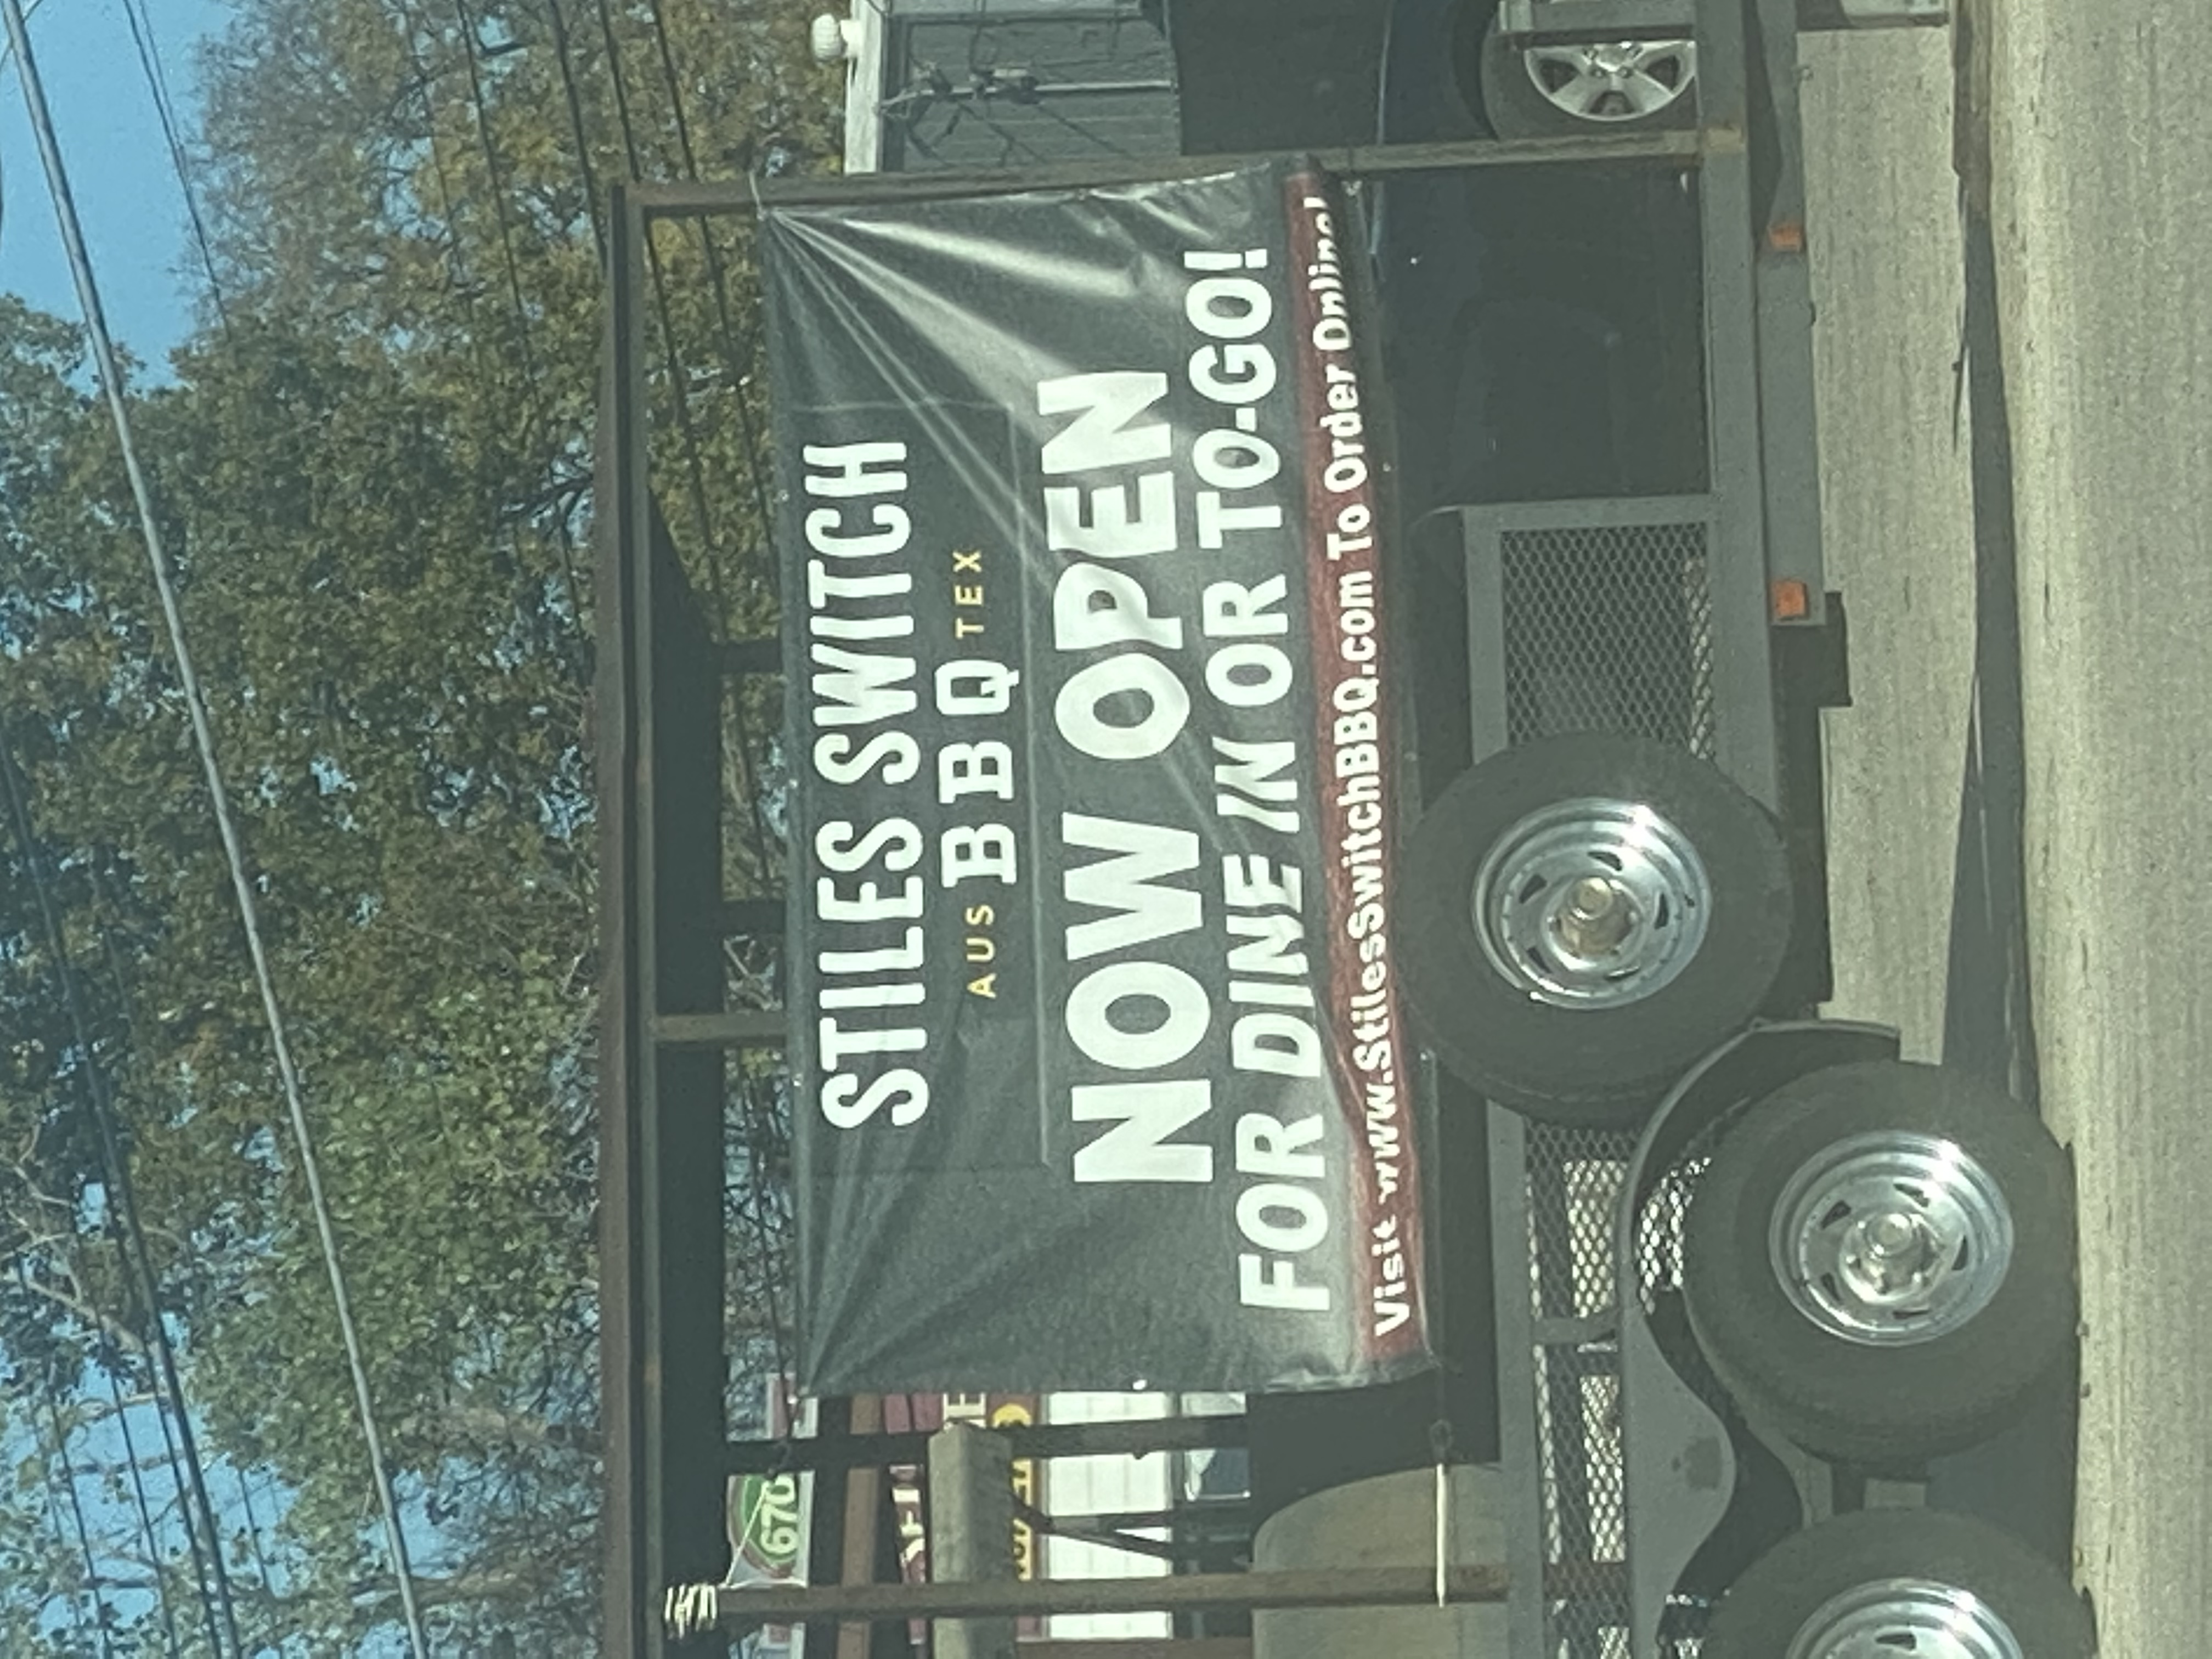 STILES SWITCH
AUS BBQ TEX
NOW OPEN
FOR DINE IN OR TO-GO!
Visit www.StilesSwitchBBQ.com To Order Online!
670